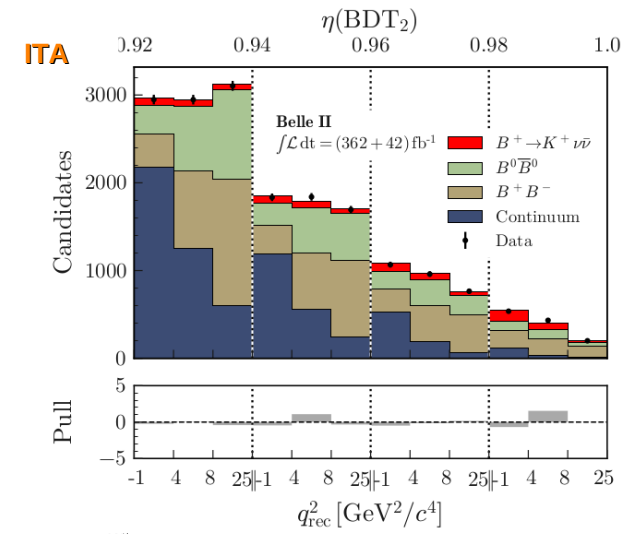 η(BDT₂)
0.92 0.94 0.96 0.98 1.0
ITA
3000
2000
1000
0
Candidates
Belle II
∫ℒ dt = (362 + 42) fb⁻¹
B⁺→K⁺νν̄
B⁰B̄⁰
B⁺B⁻
Continuum
Data
5
0
−5
Pull
-1 4 8 25∥-1 4 8 25∥-1 4 8 25∥-1 4 8 25
q²rec [GeV²/c⁴]